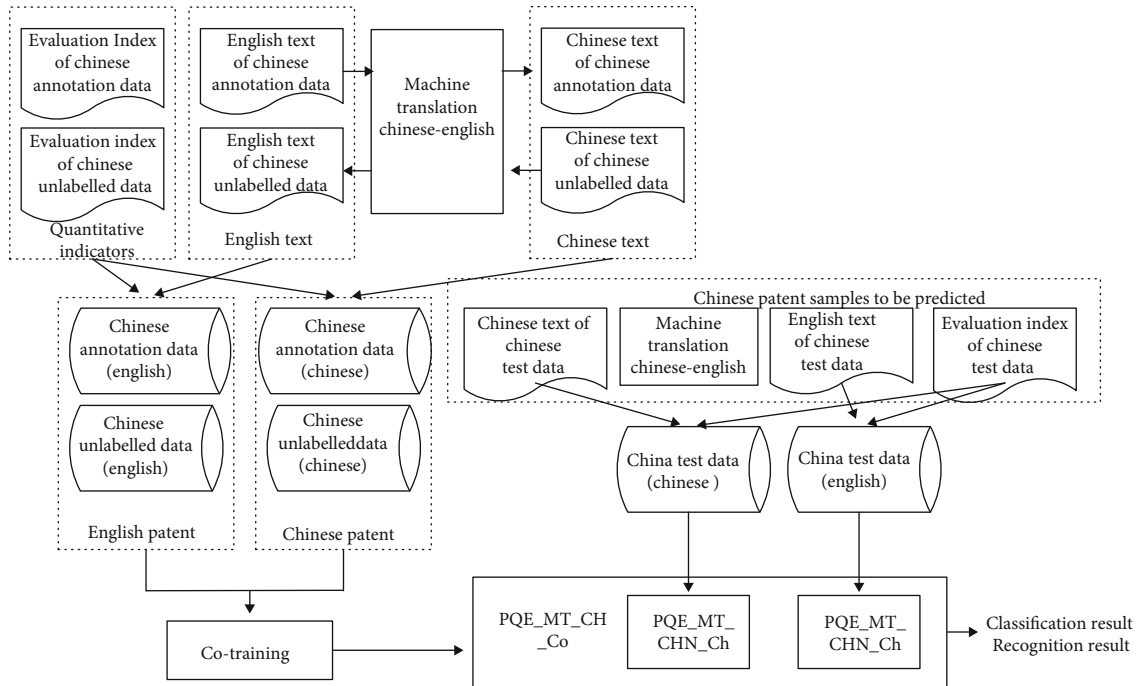 Evaluation Index
of chinese
annotation data
English text
of chinese
annotation data
Machine
translation
chinese-english
Chinese text
of chinese
annotation data
Evaluation index
of chinese
unlabelled data
English text
of chinese
unlabelled data
Chinese text
of chinese
unlabelled data
Quantitative
indicators
English text
Chinese text
Chinese
annotation data
(english)
Chinese
annotation data
(chinese)
Chinese
unlabelled data
(english)
Chinese
unlabelleddata
(chinese)
English patent
Chinese patent
Chinese patent samples to be predicted
Chinese text of
chinese
test data
Machine
translation
chinese-english
English text
of chinese
test data
Evaluation index
of chinese
test data
China test data
(chinese )
China test data
(english)
Co-training
PQE_MT_CH
_Co
PQE_MT_
CHN_Ch
PQE_MT_
CHN_Ch
Classification result
Recognition result